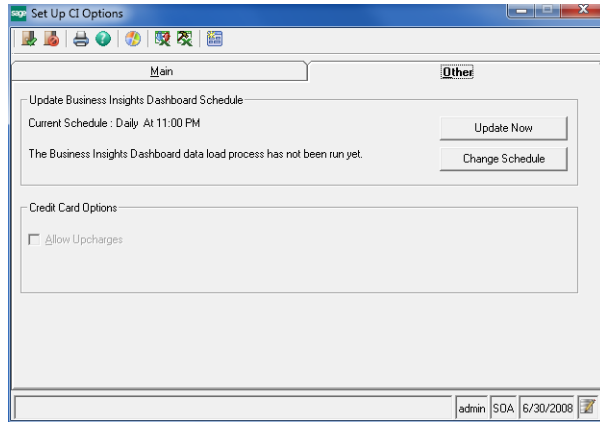 sage Set Up CI Options
Main
Other
Update Business Insights Dashboard Schedule
Current Schedule : Daily At 11:00 PM
Update Now
The Business Insights Dashboard data load process has not been run yet.
Change Schedule
Credit Card Options
Allow Upcharges
admin SOA 6/30/2008